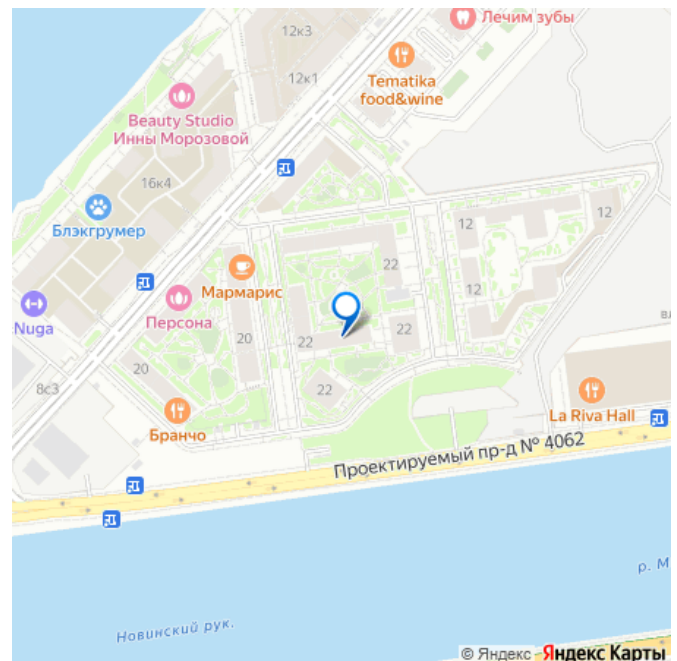 Лечим зубы
12к3
12к1
Tematika
food&wine
Beauty Studio
Инны Морозовой
16к4
Блэкгрумер
12
12
22
22
12
Мармарис
Nuga
Персона
20
22
22
20
22
8с3
Бранчо
La Riva Hall
Проектируемый пр-д № 4062
р. М
Новинский рук.
© Яндекс Яндекс Карты